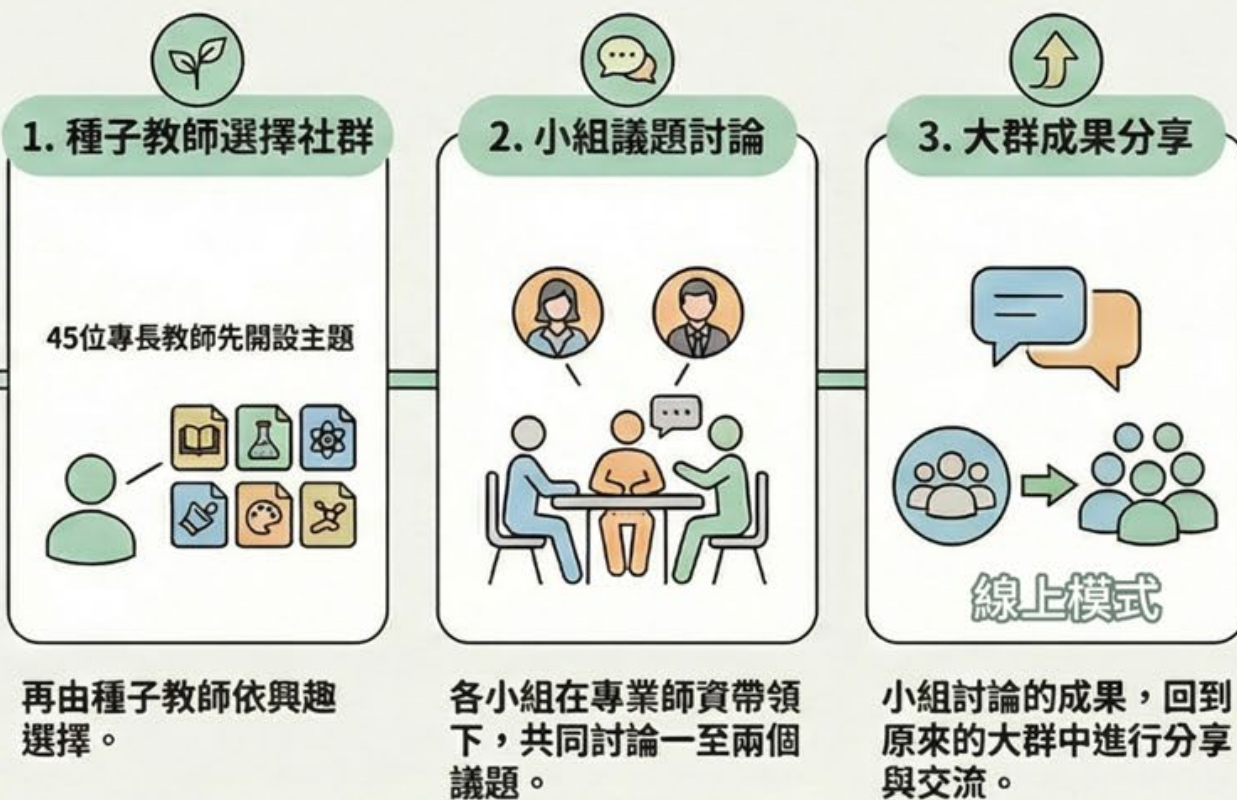 1. 種子教師選擇社群
45位專長教師先開設主題
再由種子教師依興趣
選擇。
2. 小組議題討論
各小組在專業師資帶領
下，共同討論一至兩個
議題。
3. 大群成果分享
線上模式
小組討論的成果，回到
原來的大群中進行分享
與交流。